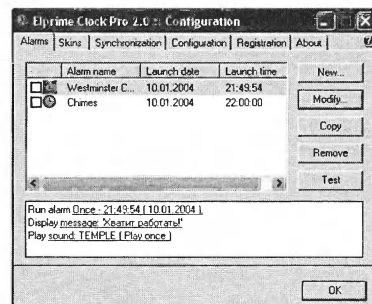 Elprime Clock Pro 2.0 :: Configuration
Alarms | Skins | Synchronization | Configuration | Registration | About
Alarm name Launch date Launch time
Westminster C... 10.01.2004 21:49:54
Chimes 10.01.2004 22:00:00
New...
Modify...
Copy
Remove
Test
Run alarm Once - 21:49:54 ( 10.01.2004 ).
Display message: 'Хватит работать!'
Play sound: TEMPLE ( Play once )
OK